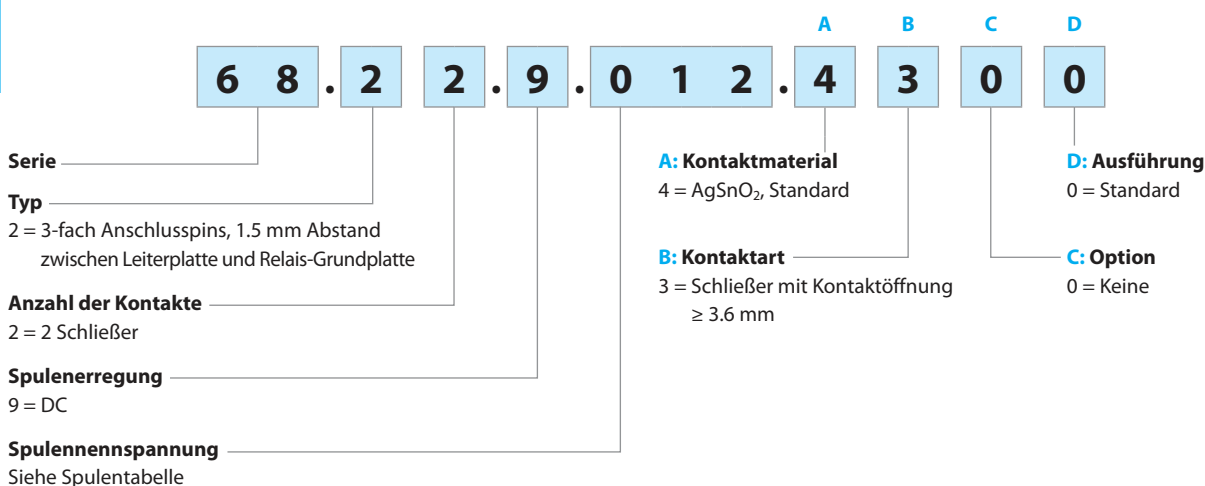 A B C D
6 8 . 2 2 . 9 . 0 1 2 . 4 3 0 0
Serie
Typ
2 = 3-fach Anschlusspins, 1.5 mm Abstand
zwischen Leiterplatte und Relais-Grundplatte
Anzahl der Kontakte
2 = 2 Schließer
Spulenerregung
9 = DC
Spulennennspannung
Siehe Spulentabelle
A: Kontaktmaterial
4 = AgSnO₂, Standard
B: Kontaktart
3 = Schließer mit Kontaktöffnung
≥ 3.6 mm
D: Ausführung
0 = Standard
C: Option
0 = Keine